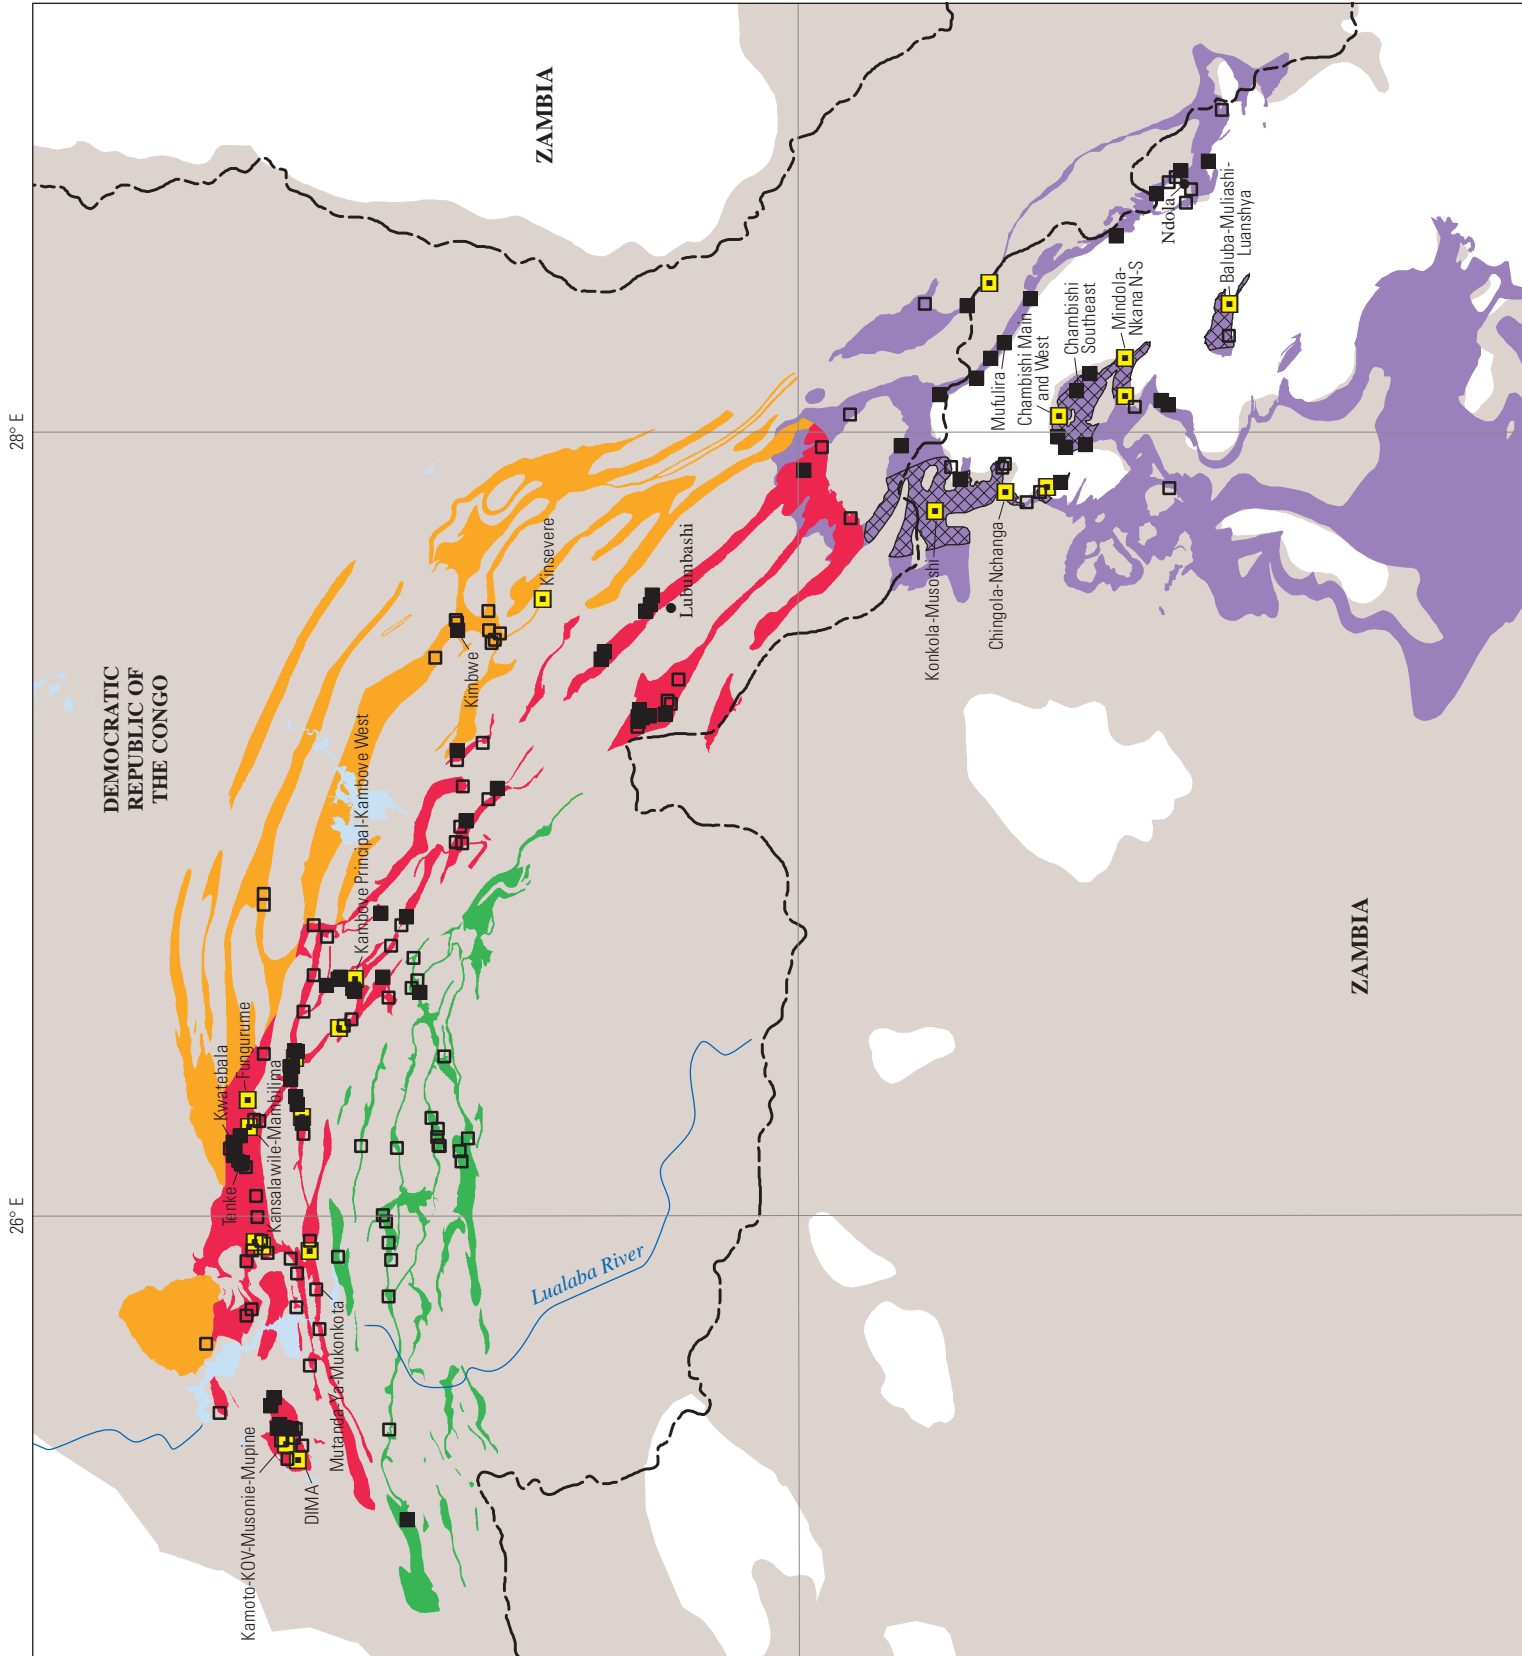 28° E
26° E
ZAMBIA
DEMOCRATIC
REPUBLIC OF
THE CONGO
ZAMBIA
Kamoto-KOV-Musonie-Mupine
DIMA
Mutanda-Ya-Mukonkota
Tenke
Kwatebala
Fungurume
Kansalawile-Mambilima
Kambove Principal-Kambove West
Kimbwe
Kinsevere
Lubumbashi
Lualaba River
Konkola-Musoshi
Chingola-Nchanga
Mufulira
Chambishi Main
and West
Chambishi
Southeast
Mindola-
Nkana N-S
Ndola
Baluba-Muliashi-
Luanshya